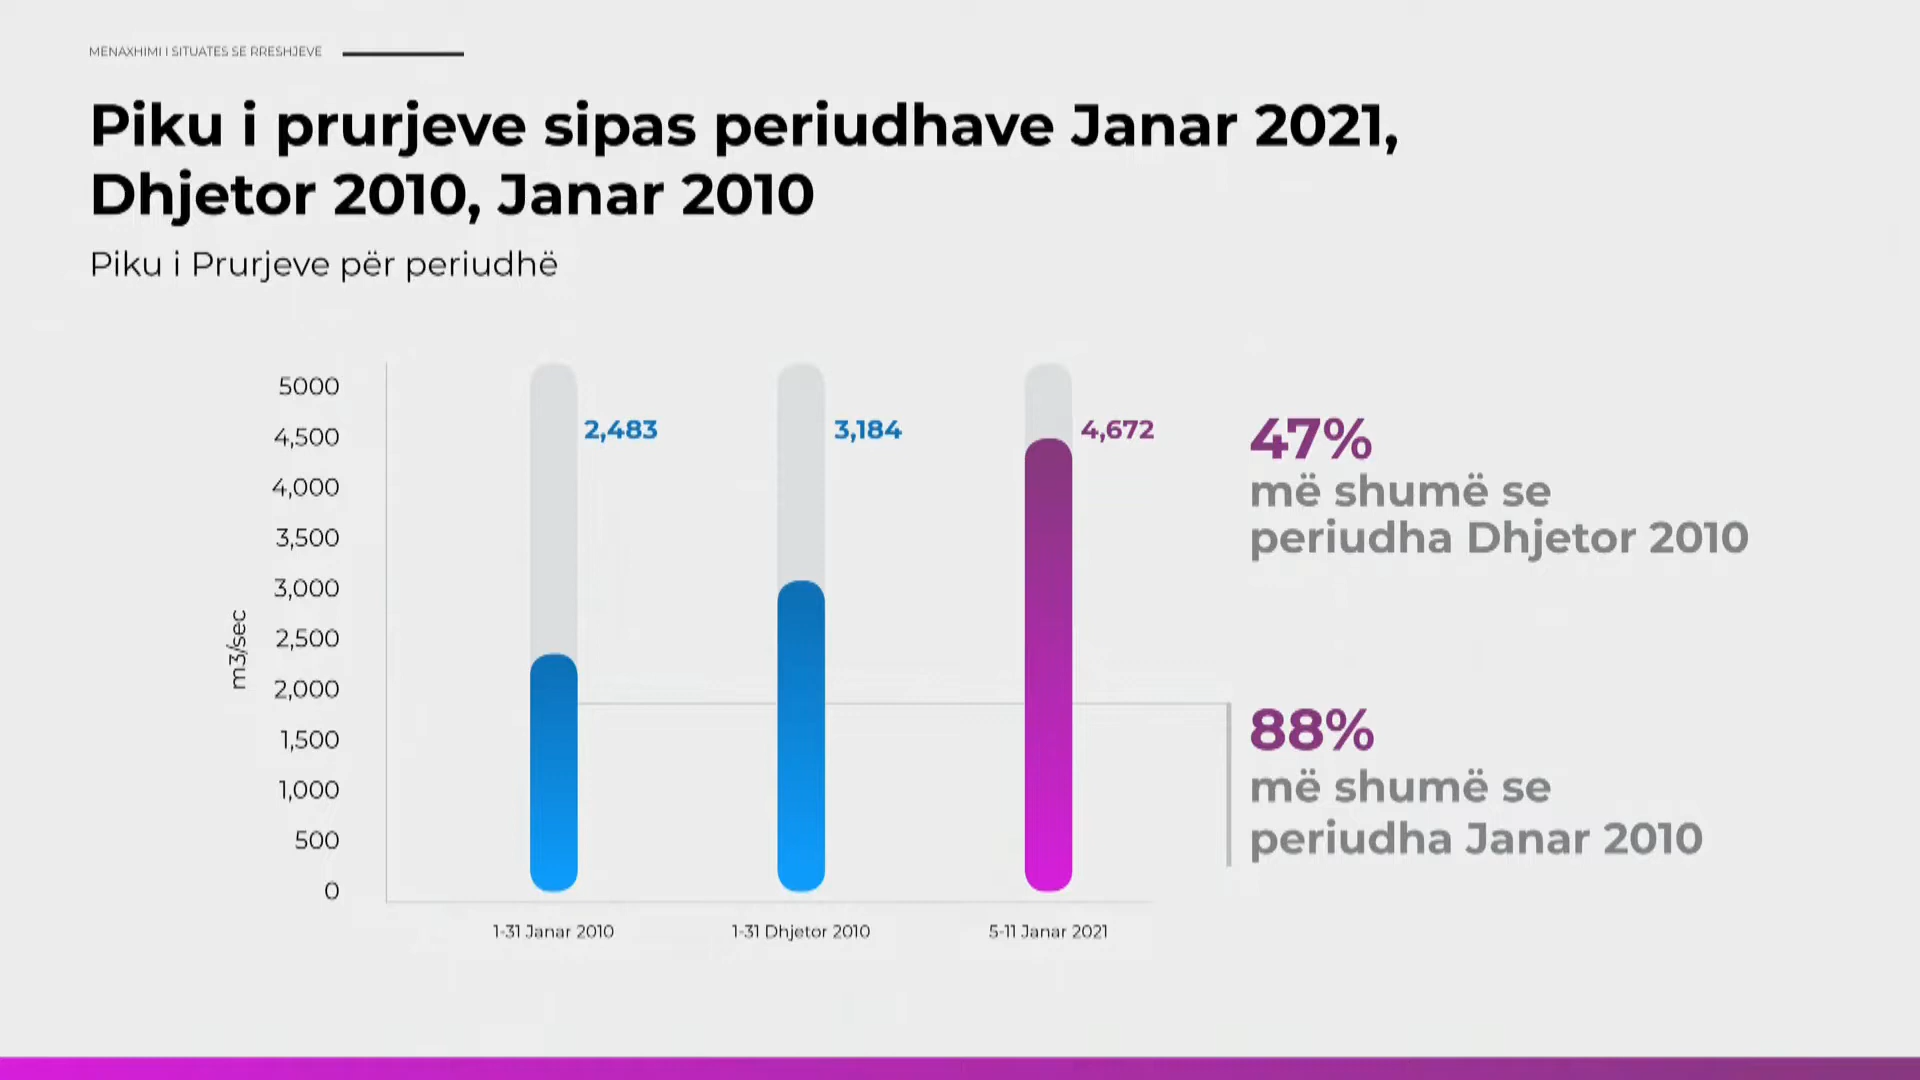 MENAXHIMI I SITUATES SE RRESHJEVE
Piku i prurjeve sipas periudhave Janar 2021,
Dhjetor 2010, Janar 2010
Piku i Prurjeve për periudhë
5000
4,500
4,000
3,500
3,000
2,500
2,000
1,500
1,000
500
0
m3/sec
2,483
3,184
4,672
1-31 Janar 2010
1-31 Dhjetor 2010
5-11 Janar 2021
47%
më shumë se
periudha Dhjetor 2010
88%
më shumë se
periudha Janar 2010